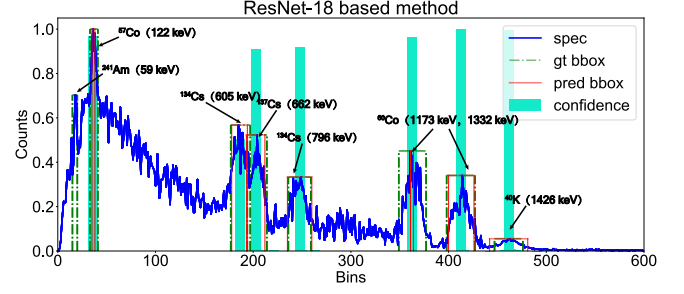 ResNet-18 based method
⁵⁷Co (122 keV)
²⁴¹Am (59 keV)
¹³⁴Cs (605 keV)
¹³⁷Cs (662 keV)
¹³⁴Cs (796 keV)
⁶⁰Co (1173 keV, 1332 keV)
⁴⁰K (1426 keV)
spec
gt bbox
pred bbox
confidence
Counts
1.0
0.8
0.6
0.4
0.2
0.0
0 100 200 300 400 500 600
Bins